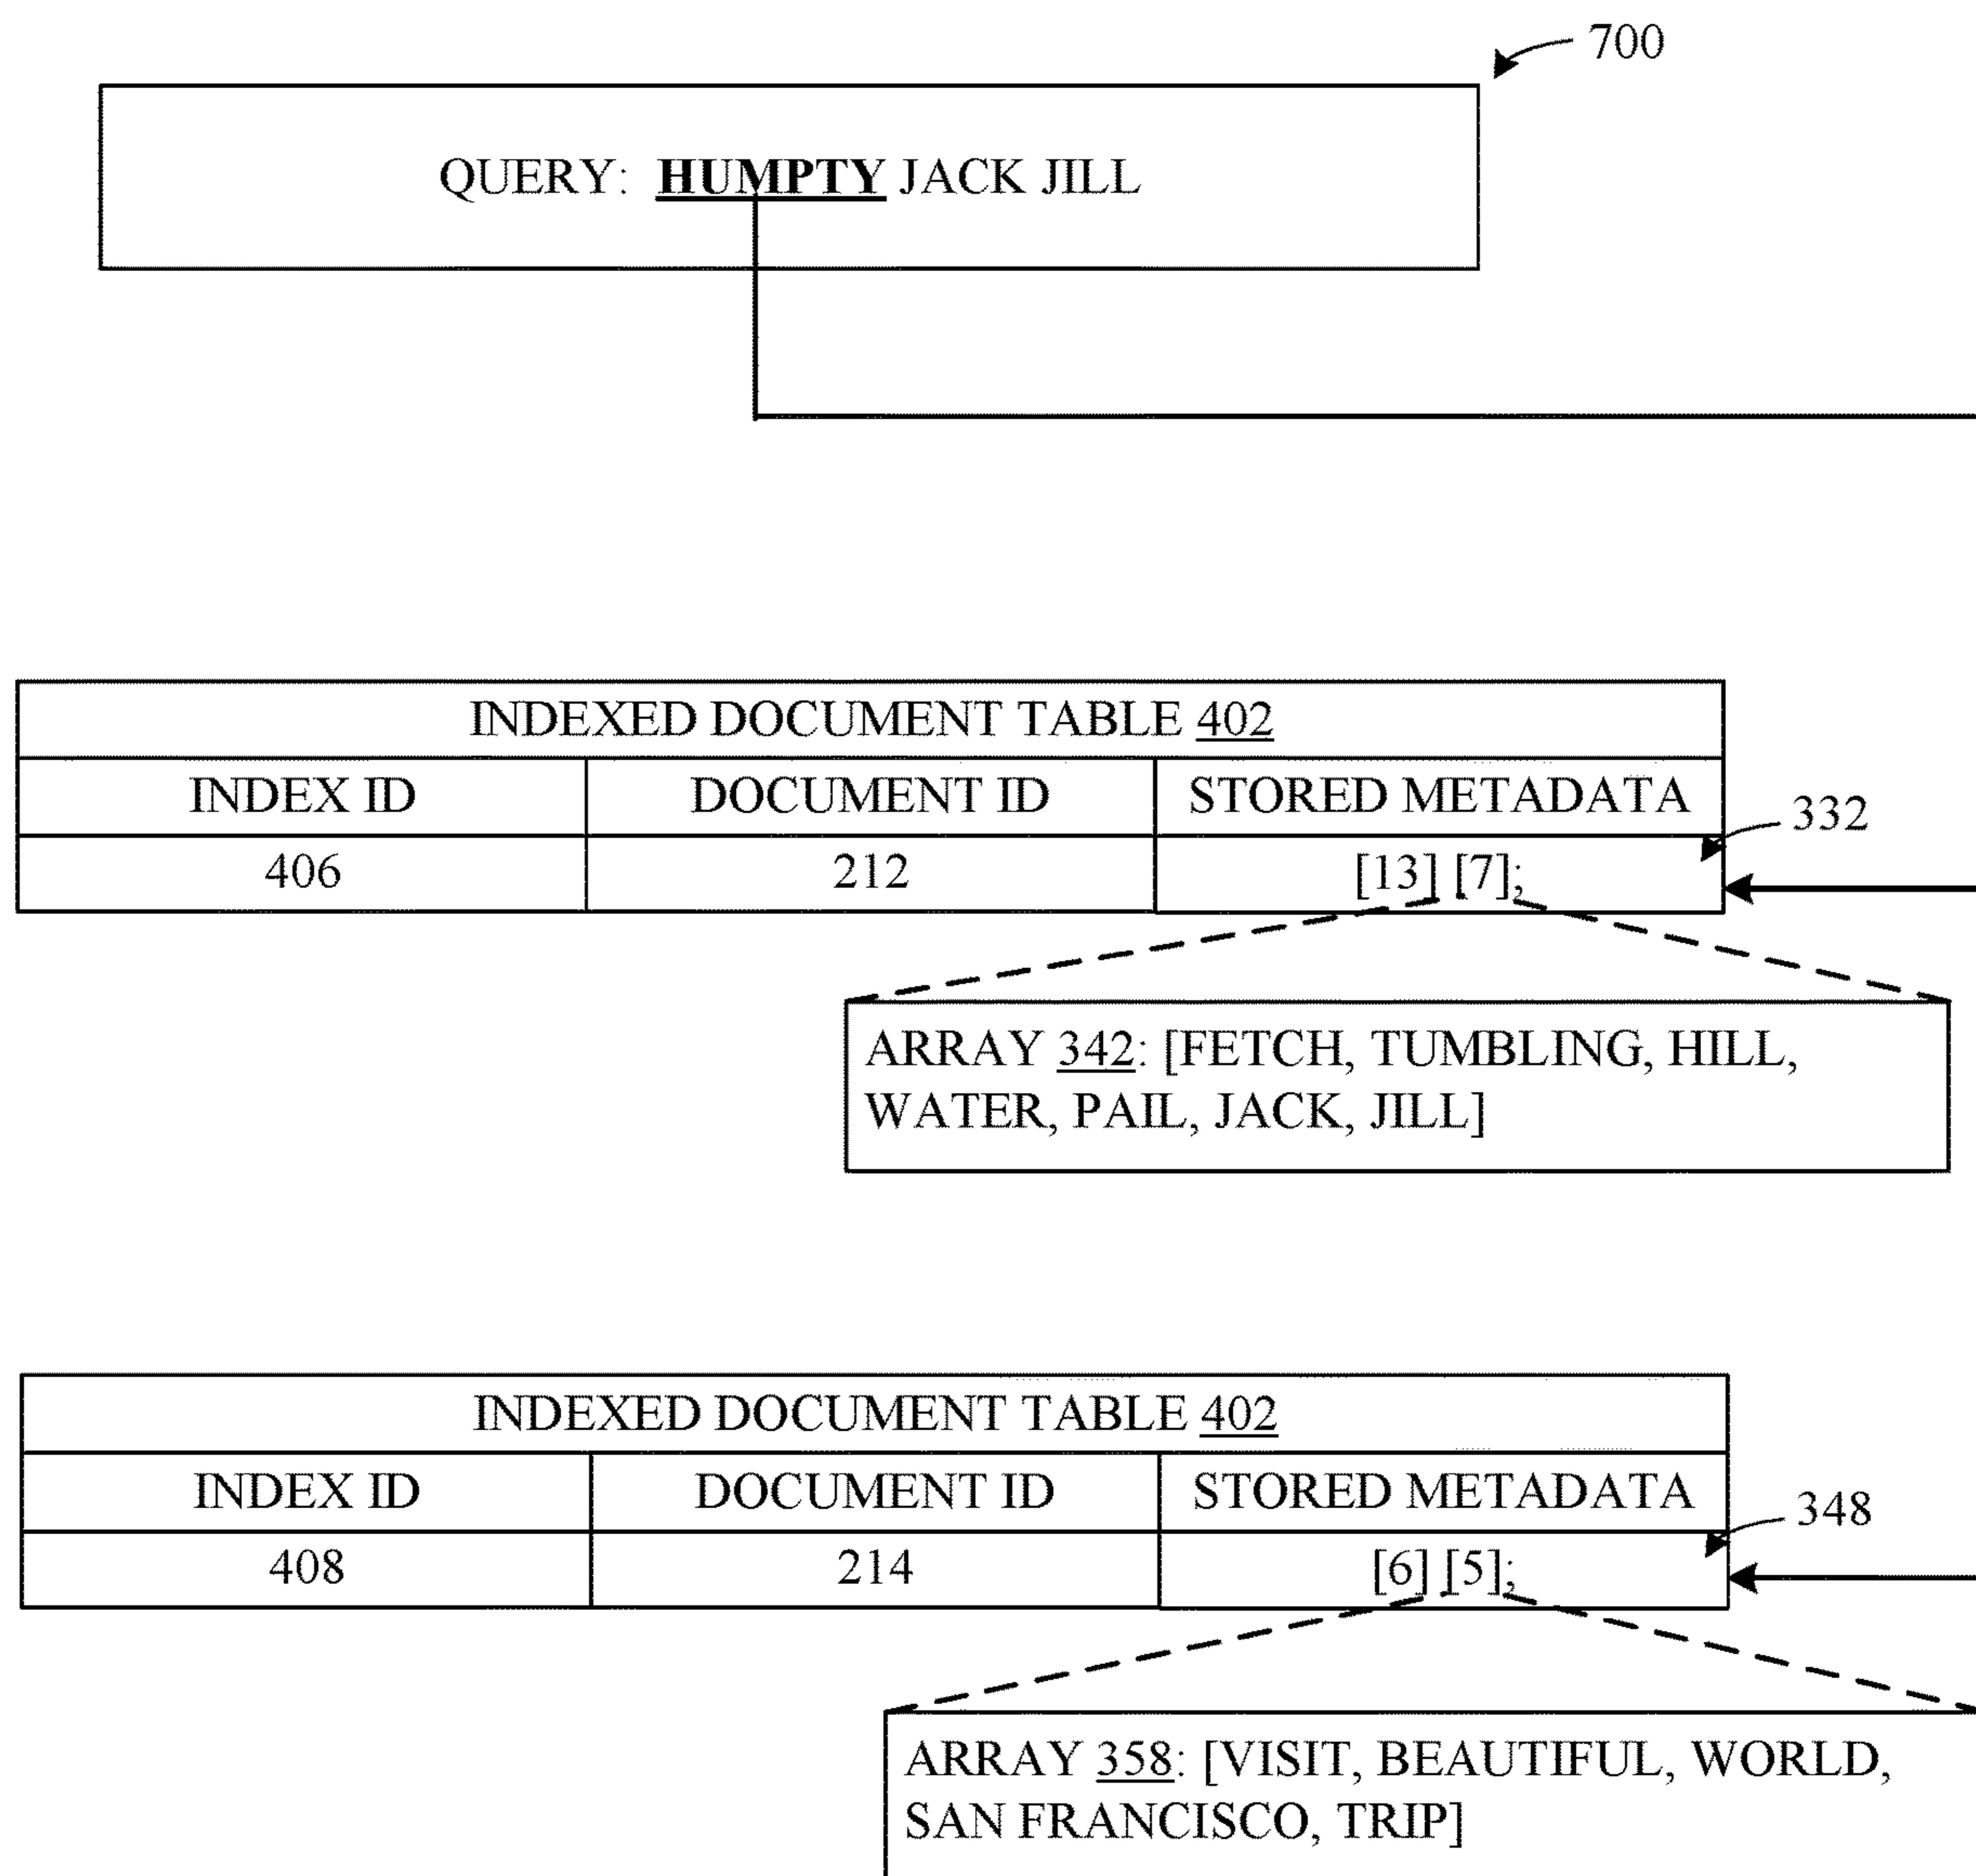 700
QUERY: HUMPTY JACK JILL
INDEXED DOCUMENT TABLE 402
INDEX ID DOCUMENT ID STORED METADATA
332
406 212 [13] [7];
ARRAY 342: [FETCH, TUMBLING, HILL,
WATER, PAIL, JACK, JILL]
INDEXED DOCUMENT TABLE 402
INDEX ID DOCUMENT ID STORED METADATA
348
408 214 [6] [5];
ARRAY 358: [VISIT, BEAUTIFUL, WORLD,
SAN FRANCISCO, TRIP]